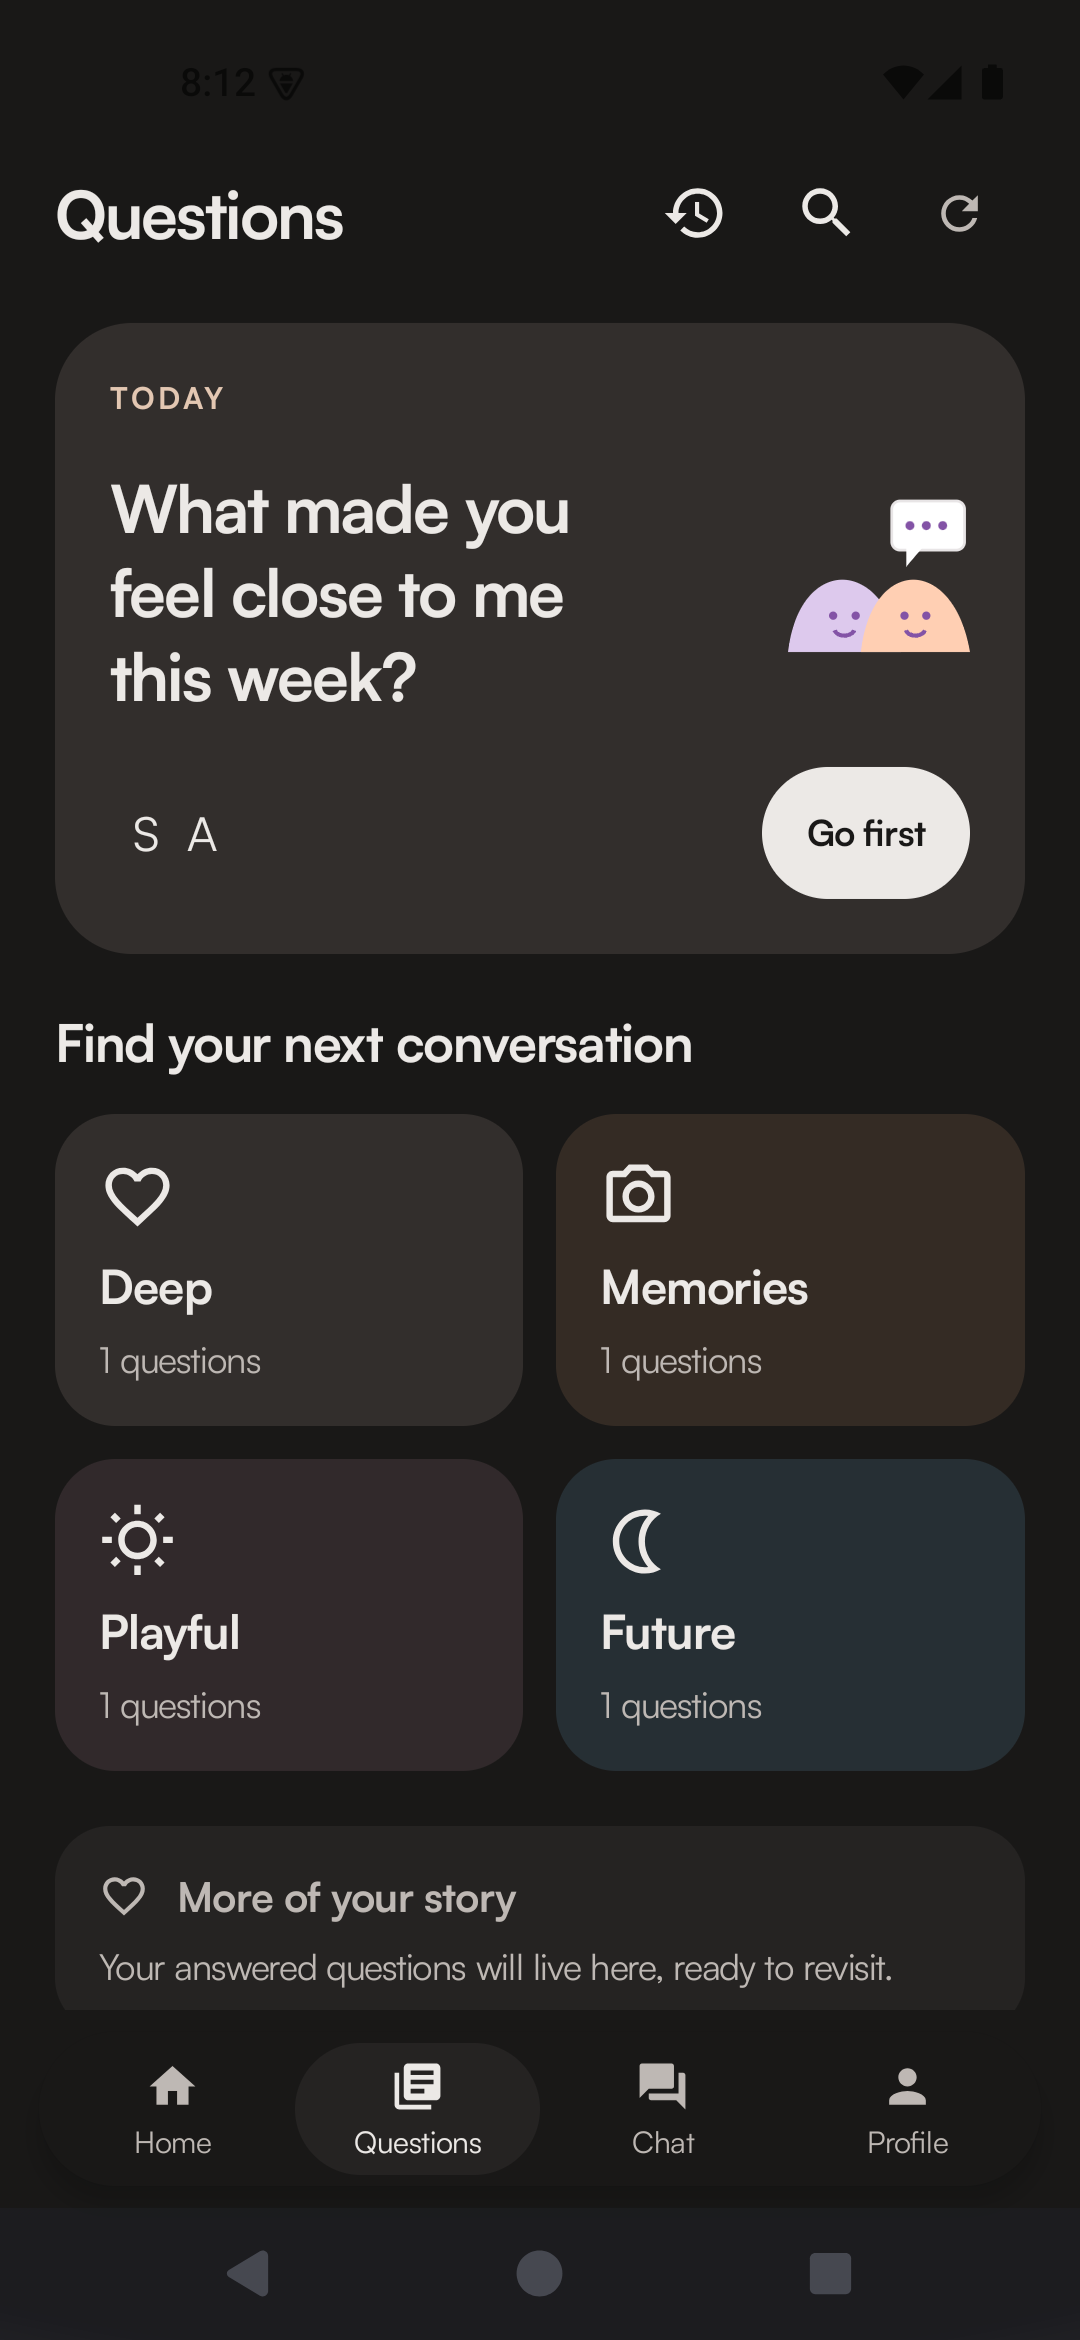 8:12
Questions
TODAY
What made you
feel close to me
this week?
S A
Go first
Find your next conversation
Deep
1 questions
Memories
1 questions
Playful
1 questions
Future
1 questions
More of your story
Your answered questions will live here, ready to revisit.
Home
Questions
Chat
Profile